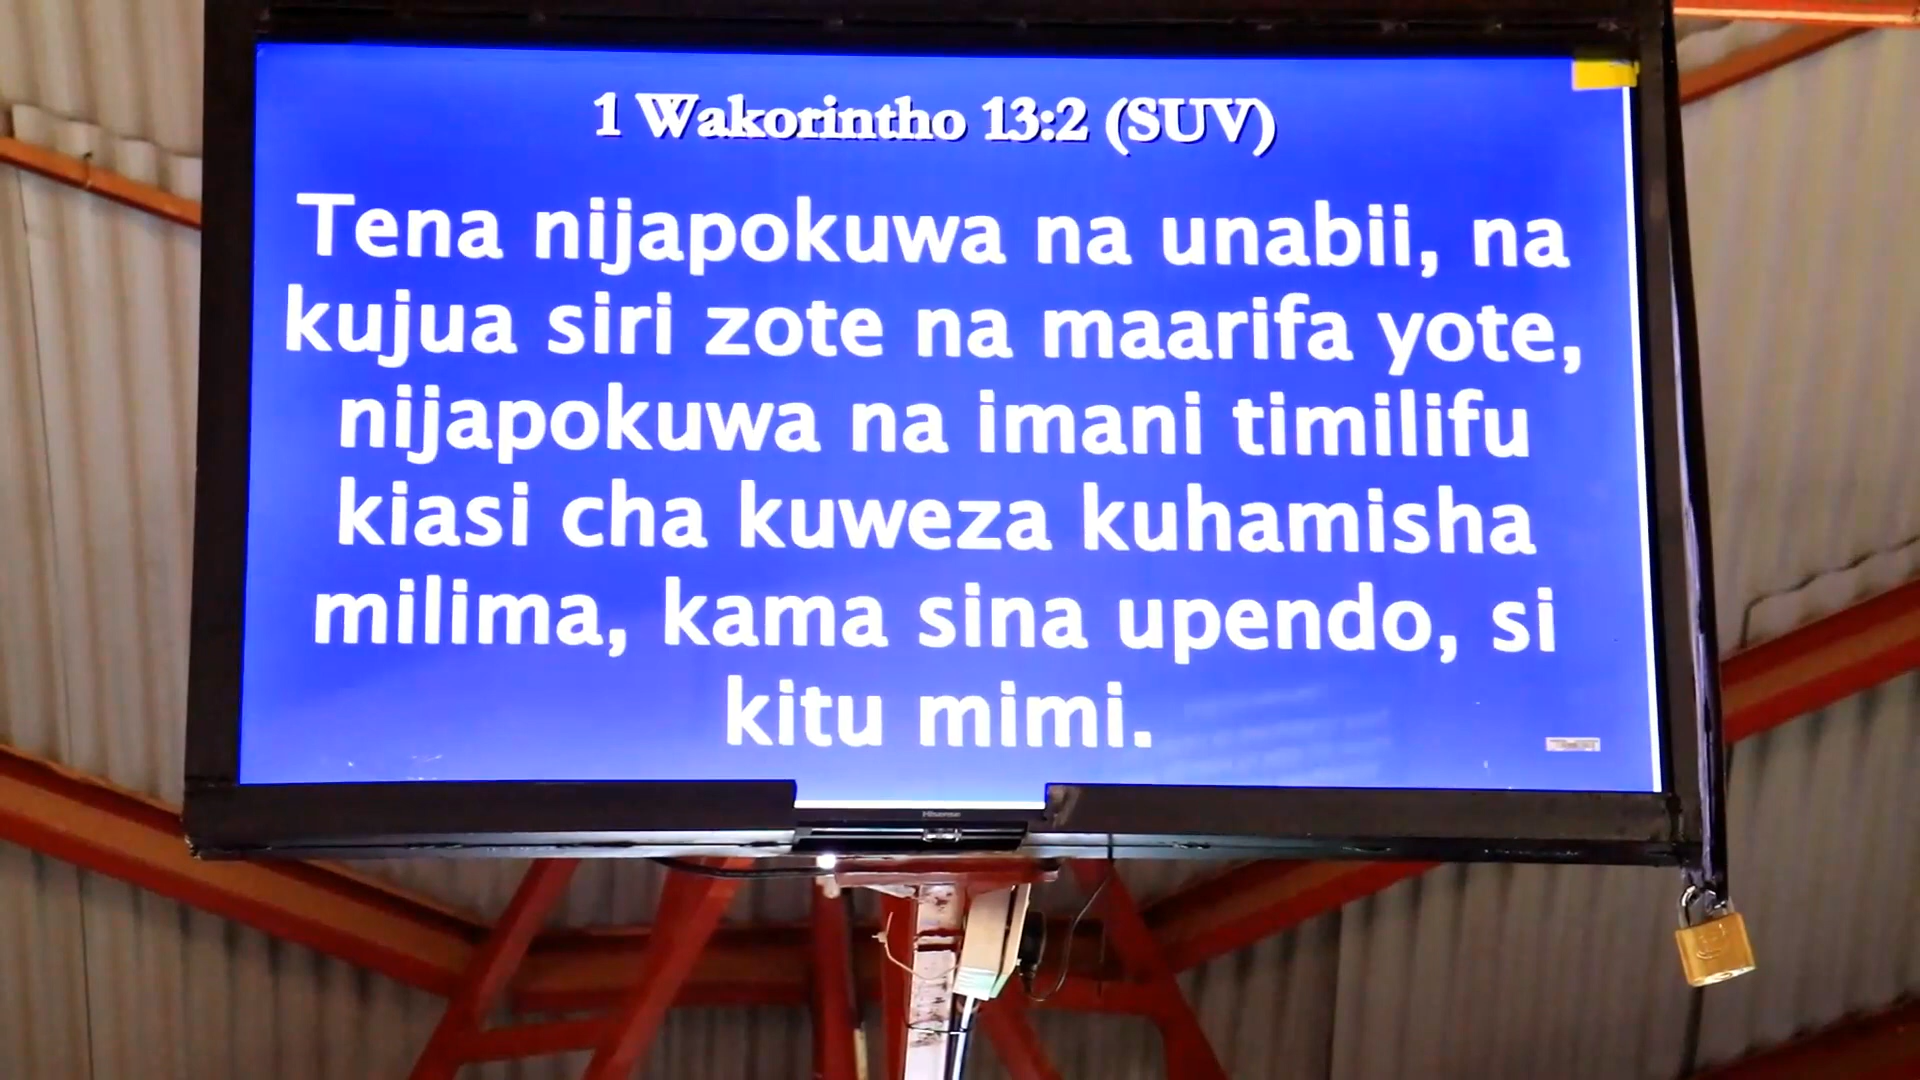 1 Wakorintho 13:2 (SUV)
Tena nijapokuwa na unabii, na
kujua siri zote na maarifa yote,
nijapokuwa na imani timilifu
kiasi cha kuweza kuhamisha
milima, kama sina upendo, si
kitu mimi.
Hisense